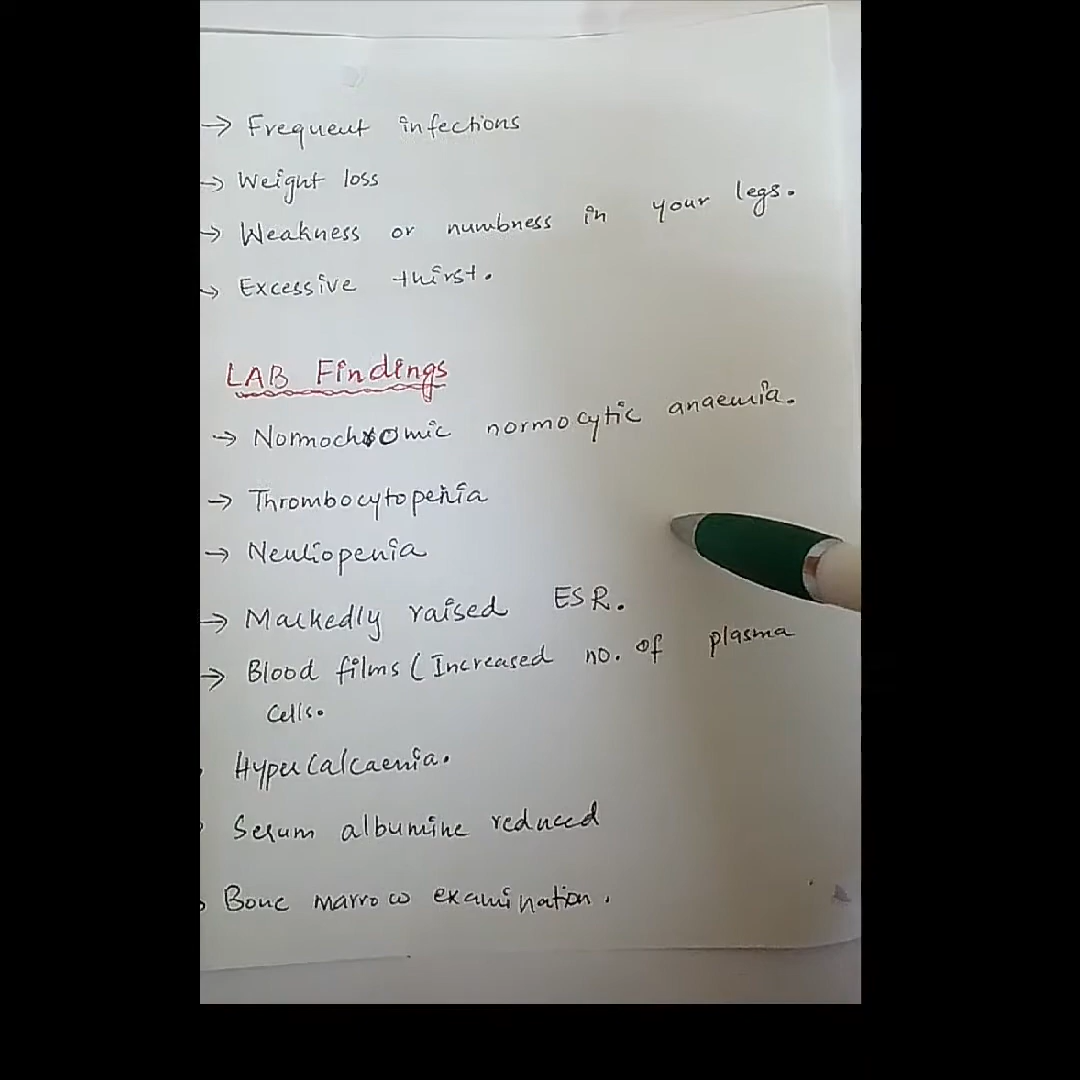 → Frequent infections
→ Weight loss
→ Weakness or numbness in your legs.
→ Excessive thirst.
LAB Findings
→ Normochromic normocytic anaemia.
→ Thrombocytopenia
→ Neutropenia
→ Markedly raised ESR.
→ Blood films (Increased no. of plasma
cells.
Hypercalcaemia.
Serum albumine reduced
Bone marrow examination.